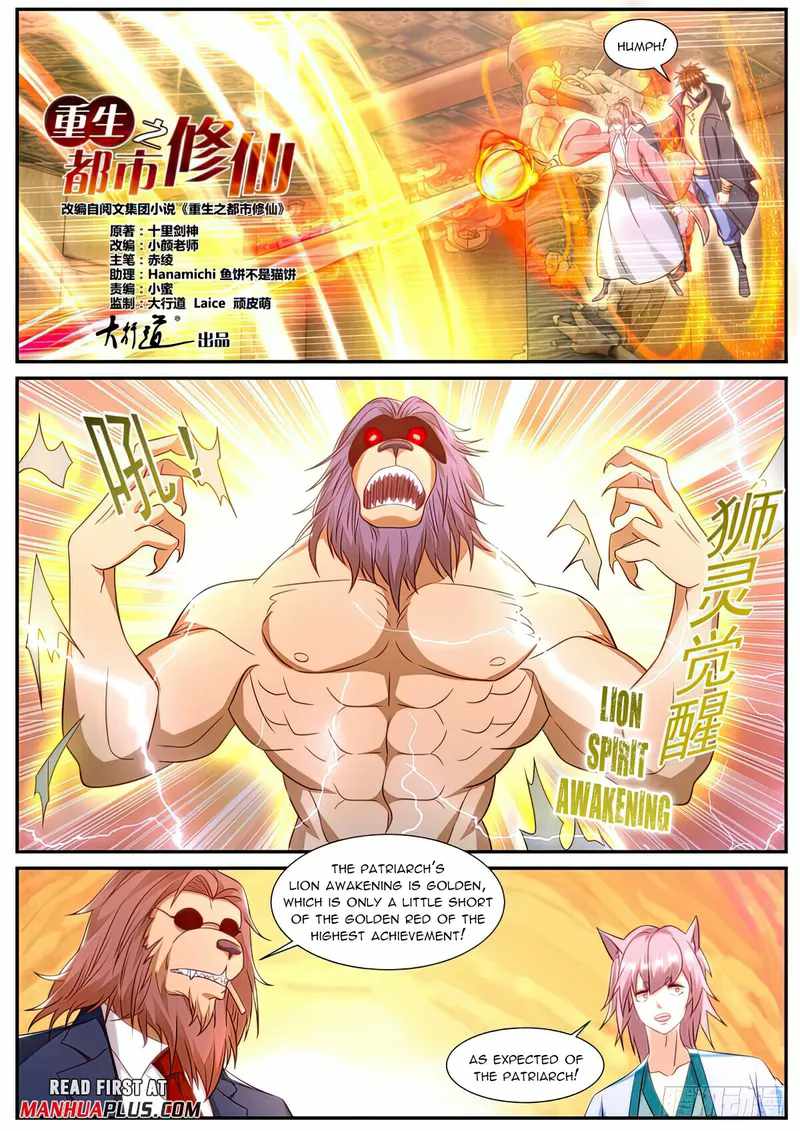 HUMPH!
重生之
都市修仙
改编自阅文集团小说《重生之都市修仙》
原著：十里剑神
改编：小颜老师
主笔：赤绫
助理：Hanamichi 鱼饼不是猫饼
责编：小蜜
监制：大行道 Laice 顽皮萌
大行道® 出品
吼！
狮灵觉醒
LION
SPIRIT
AWAKENING
THE PATRIARCH'S
LION AWAKENING IS GOLDEN,
WHICH IS ONLY A LITTLE SHORT
OF THE GOLDEN RED OF THE
HIGHEST ACHIEVEMENT!
AS EXPECTED OF
THE PATRIARCH!
READ FIRST AT
MANHUAPLUS.COM